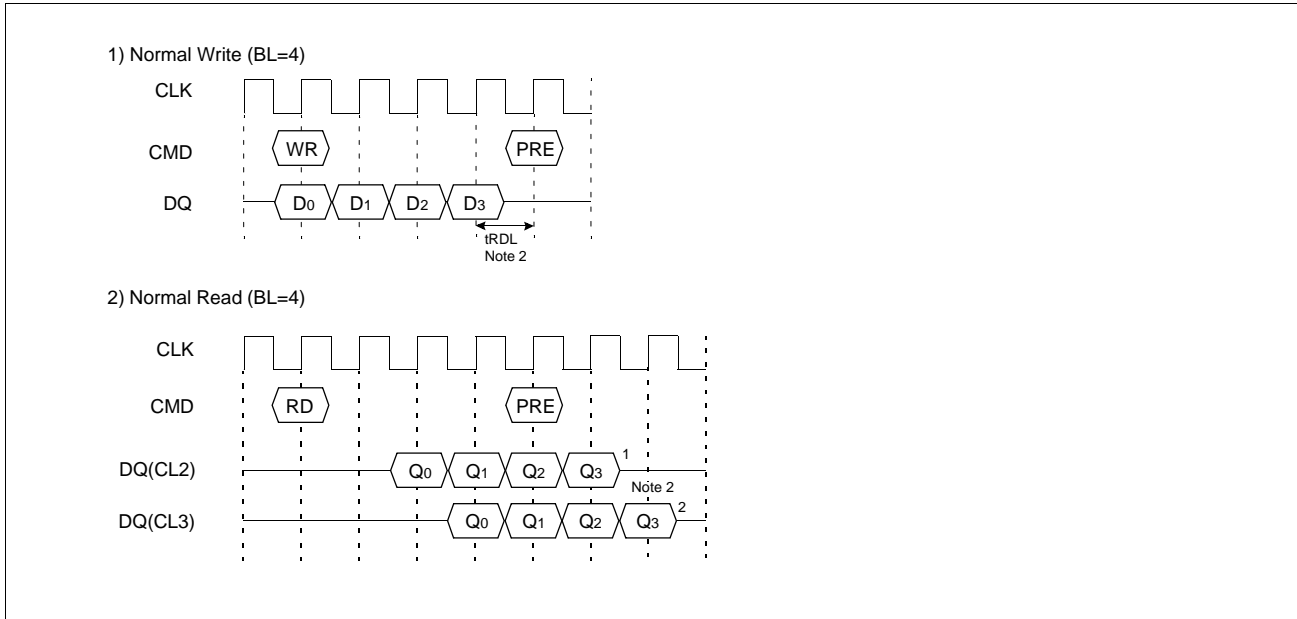 1) Normal Write (BL=4)
CLK
CMD WR PRE
DQ D0 D1 D2 D3
tRDL
Note 2
2) Normal Read (BL=4)
CLK
CMD RD PRE
DQ(CL2) Q0 Q1 Q2 Q3 1
Note 2
DQ(CL3) Q0 Q1 Q2 Q3 2